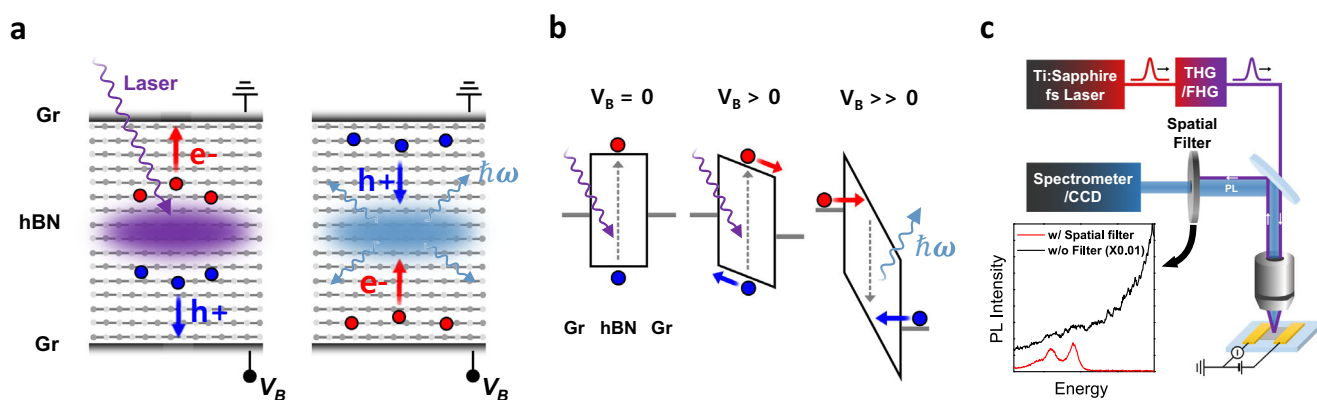 a
Laser
Gr
e-
hBN
h+
Gr
V_B
h+
ħω
e-
V_B
b
V_B = 0
V_B > 0
V_B >> 0
ħω
Gr hBN Gr
c
Ti:Sapphire
fs Laser
THG
/FHG
Spatial
Filter
Spectrometer
/CCD
PL
w/ Spatial filter
w/o Filter (X0.01)
PL Intensity
Energy
I